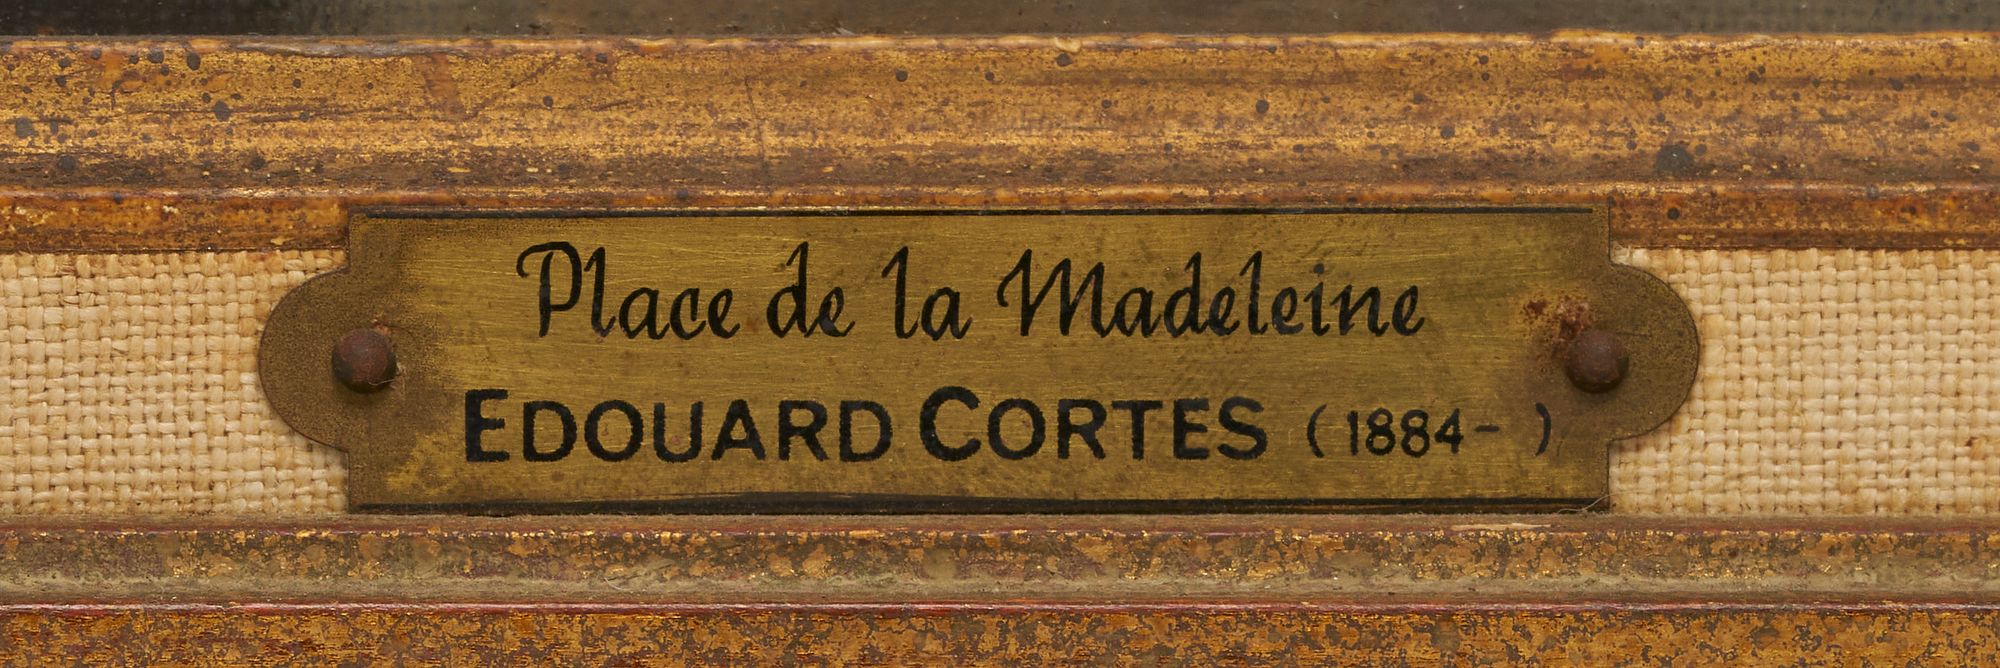 Place de la Madeleine
EDOUARD CORTES (1884- )